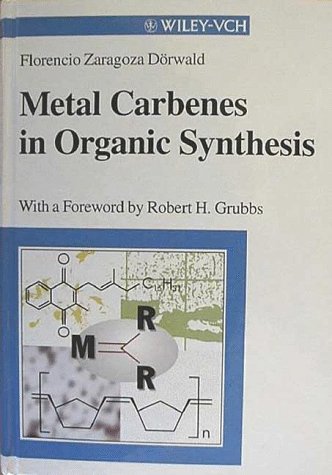 WILEY-VCH
Florencio Zaragoza Dörwald
Metal Carbenes
in Organic Synthesis
With a Foreword by Robert H. Grubbs
O
O
R
M
R
n